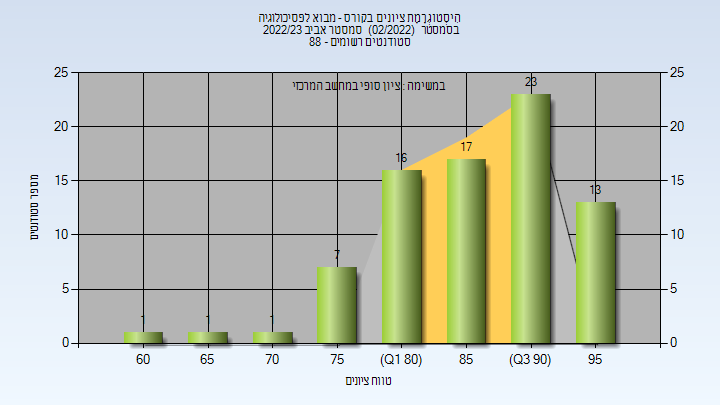 היסטוגרמת ציונים בקורס - מבוא לפסיכולוגיה
בסמסטר (02/2022) סמסטר אביב 2022/23
סטודנטים רשומים - 88
במשימה : ציון סופי במחשב המרכזי
25 25
20 20
15 15
10 10
5 5
0 0
1 1 1 7 16 17 23 13
60 65 70 75 (Q1 80) 85 (Q3 90) 95
מספר סטודנטים
טווח ציונים